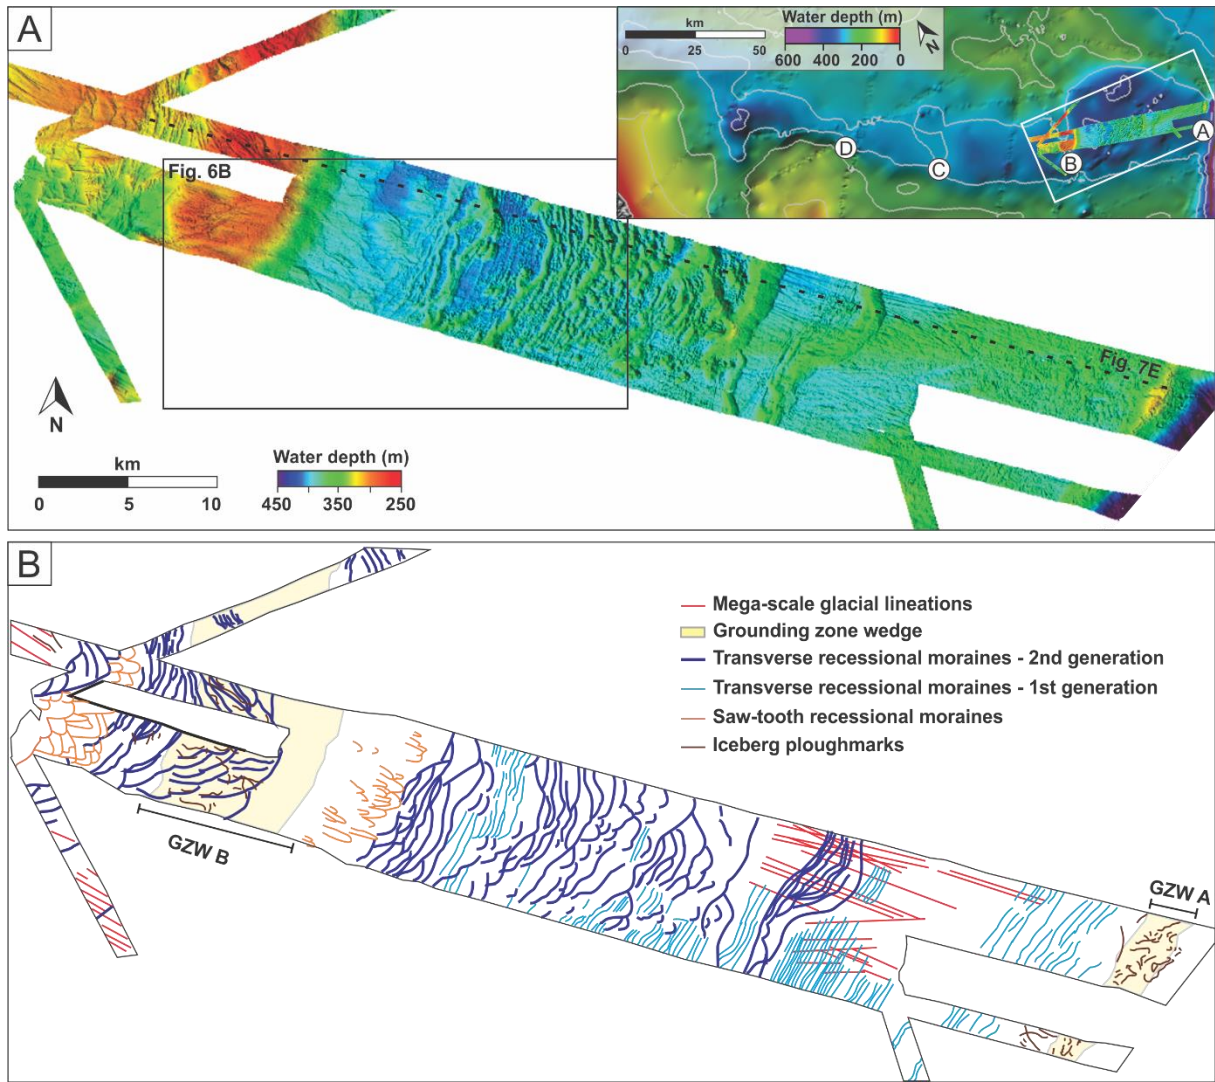 A
km
0 25 50
Water depth (m)
600 400 200 0
N
D
C
B
A
Fig. 6B
Fig. 7E
N
km
0 5 10
Water depth (m)
450 350 250
B
Mega-scale glacial lineations
Grounding zone wedge
Transverse recessional moraines - 2nd generation
Transverse recessional moraines - 1st generation
Saw-tooth recessional moraines
Iceberg ploughmarks
GZW B
GZW A